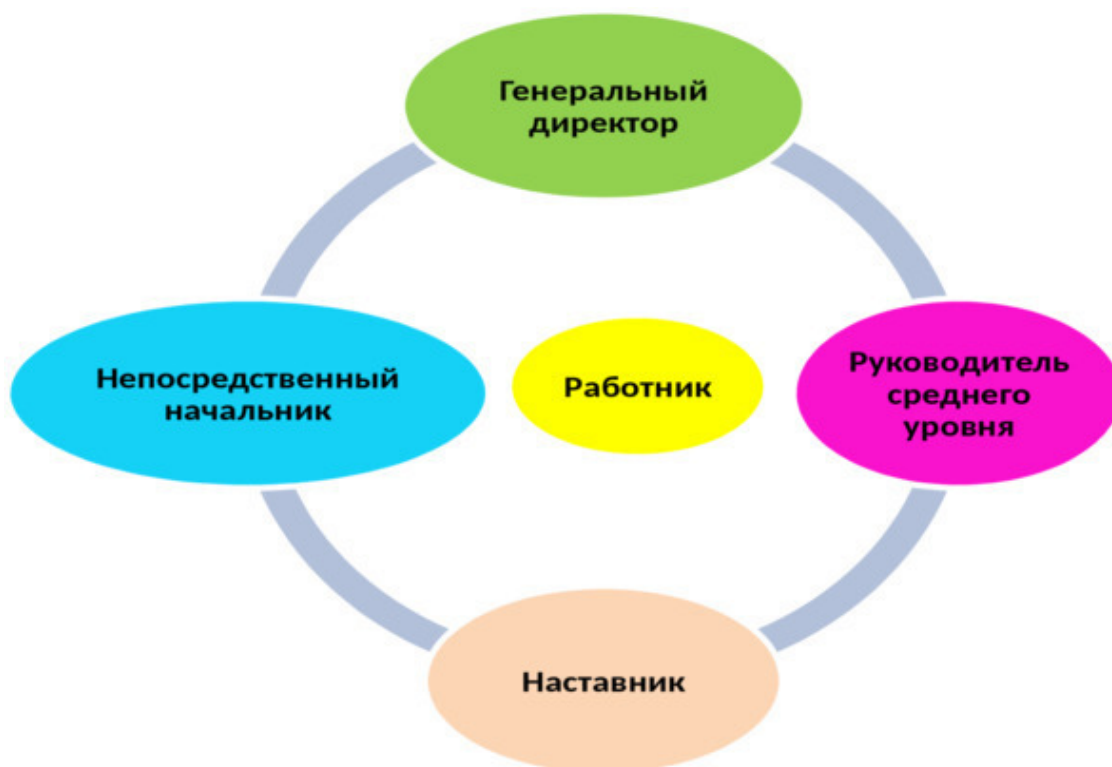 Генеральный
директор
Непосредственный
начальник
Работник
Руководитель
среднего
уровня
Наставник